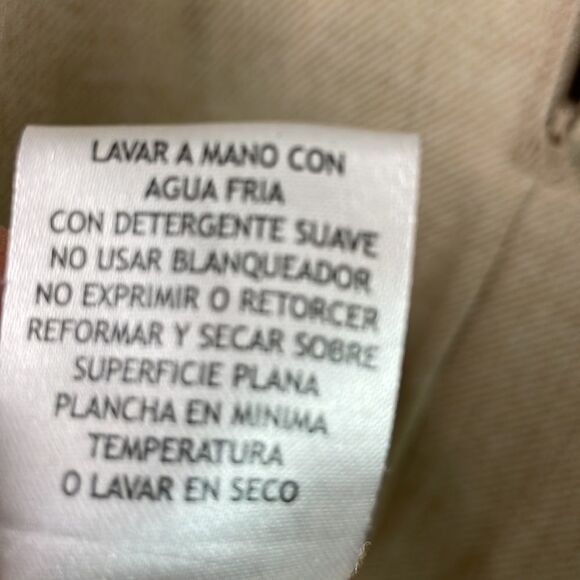 LAVAR A MANO CON
AGUA FRIA
CON DETERGENTE SUAVE
NO USAR BLANQUEADOR
NO EXPRIMIR O RETORCER
REFORMAR Y SECAR SOBRE
SUPERFICIE PLANA
PLANCHA EN MINIMA
TEMPERATURA
O LAVAR EN SECO